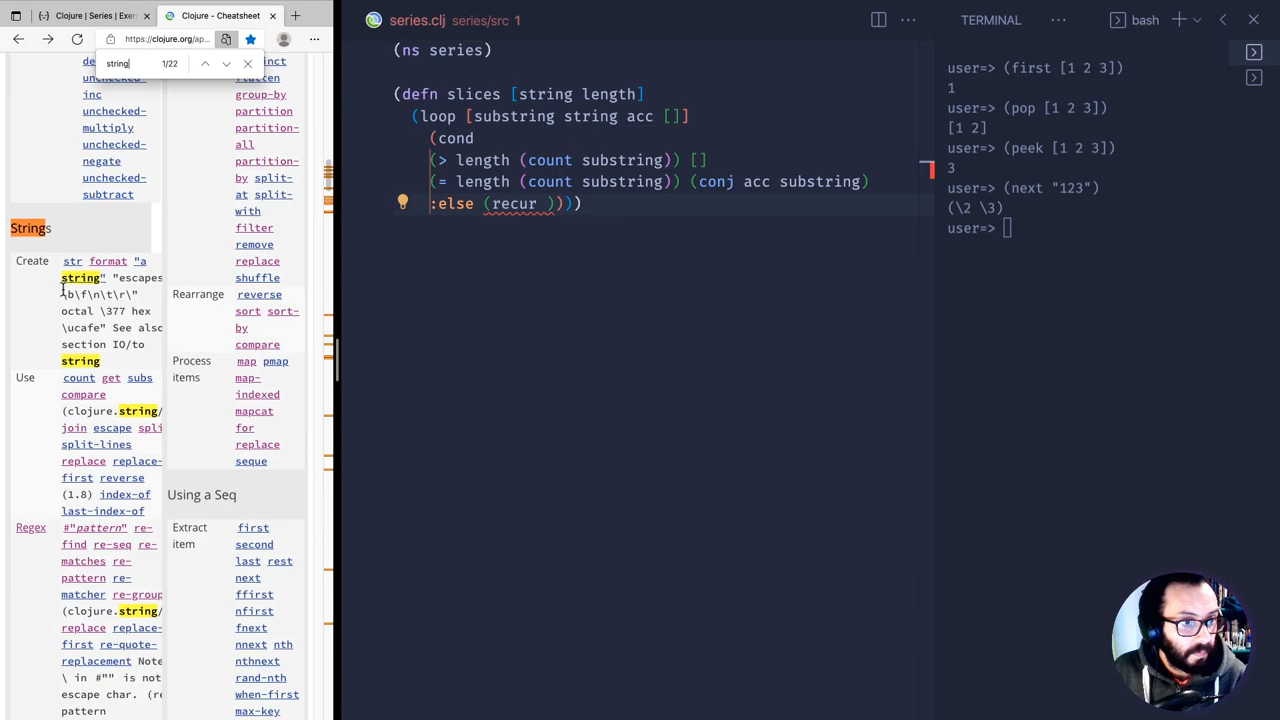 Clojure | Series | Exer
Clojure - Cheatsheet
https://clojure.org/ap...
string
1/22
unchecked-
inc
unchecked-
multiply
unchecked-
negate
unchecked-
subtract
Strings
Create
str format "a
string" "escapes
\b\f\n\t\r\"
octal \377 hex
\ucafe" See also
section IO/to
string
Use
count get subs
compare
(clojure.string/
join escape spli
split-lines
replace replace-
first reverse
(1.8) index-of
last-index-of
Regex
#"pattern" re-
find re-seq re-
matches re-
pattern re-
matcher re-group
(clojure.string/
replace replace-
first re-quote-
replacement Note
\ in #"" is not
escape char. (re
pattern
group-by
partition
partition-
all
partition-
by split-
at split-
with
filter
remove
replace
shuffle
Rearrange
reverse
sort sort-
by
compare
Process
items
map pmap
map-
indexed
mapcat
for
replace
seque
Using a Seq
Extract
item
first
second
last rest
next
ffirst
nfirst
fnext
nnext nth
nthnext
rand-nth
when-first
max-key
series.clj series/src 1
(ns series)
(defn slices [string length]
(loop [substring string acc []]
(cond
(> length (count substring)) []
(= length (count substring)) (conj acc substring)
:else (recur ))))
TERMINAL
bash
user=> (first [1 2 3])
1
user=> (pop [1 2 3])
[1 2]
user=> (peek [1 2 3])
3
user=> (next "123")
(\2 \3)
user=>